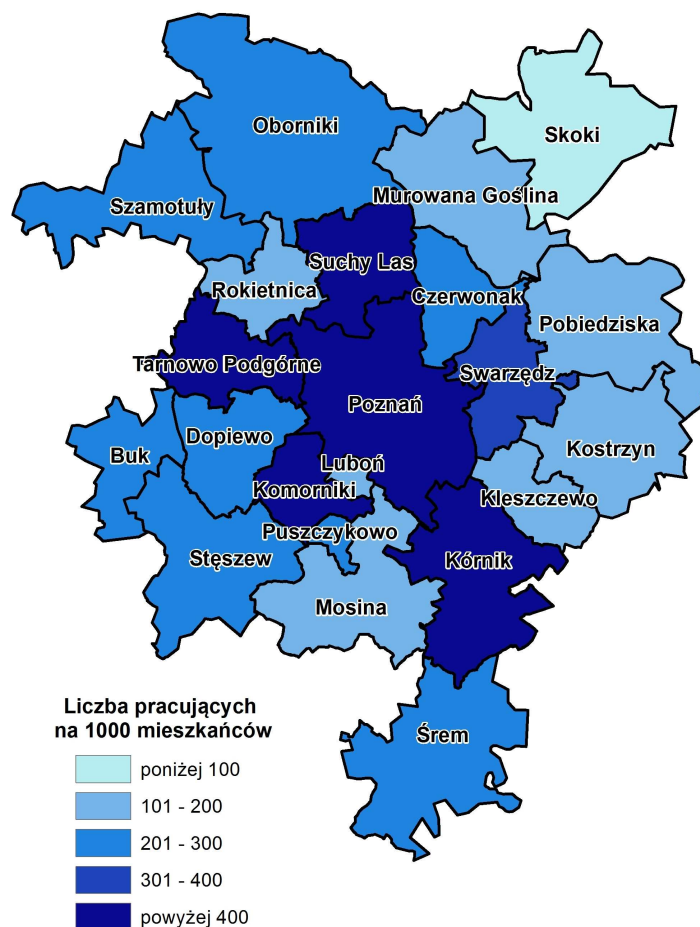 Oborniki
Skoki
Szamotuły
Murowana Goślina
Suchy Las
Rokietnica
Czerwonak
Pobiedziska
Tarnowo Podgórne
Swarzędz
Poznań
Buk
Dopiewo
Kostrzyn
Luboń
Komorniki
Kleszczewo
Puszczykowo
Stęszew
Kórnik
Mosina
Śrem
Liczba pracujących
na 1000 mieszkańców
poniżej 100
101 - 200
201 - 300
301 - 400
powyżej 400